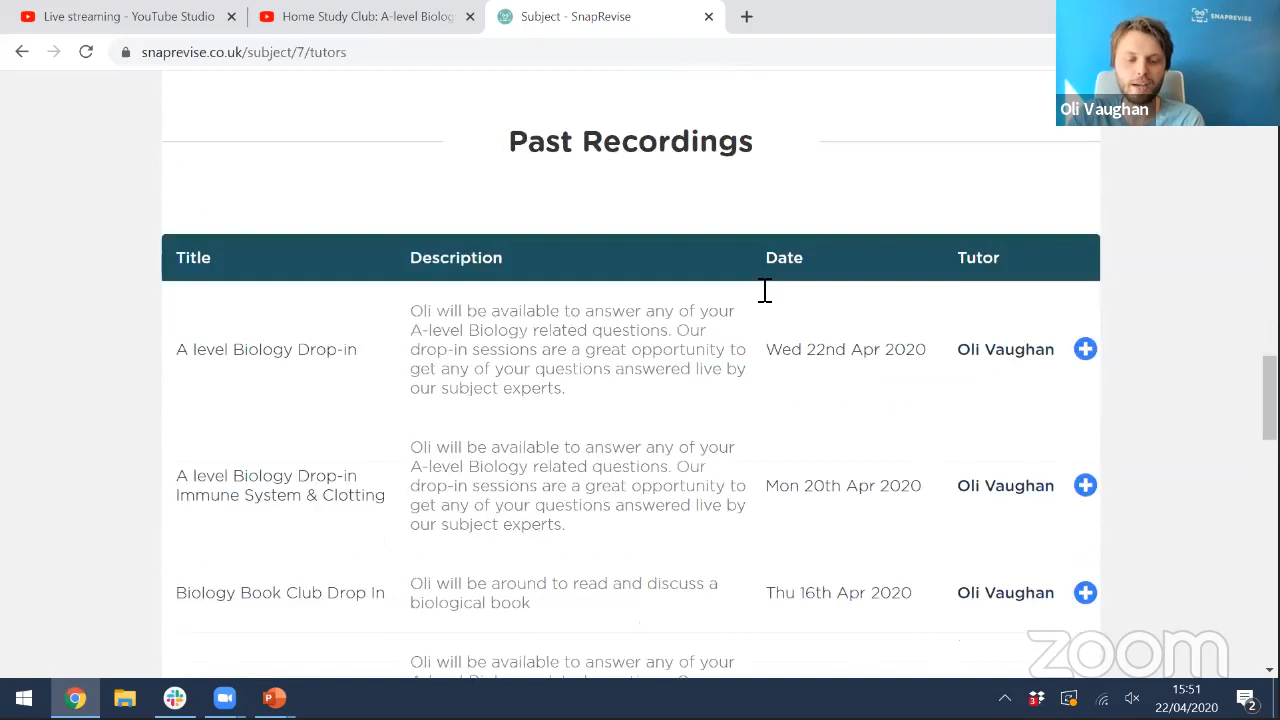 Live streaming - YouTube Studio
Home Study Club: A-level Biolog
Subject - SnapRevise
snaprevise.co.uk/subject/7/tutors
SNAPREVISE
Oli Vaughan
Past Recordings
Title Description Date Tutor
Oli will be available to answer any of your
A-level Biology related questions. Our
A level Biology Drop-in drop-in sessions are a great opportunity to Wed 22nd Apr 2020 Oli Vaughan
get any of your questions answered live by
our subject experts.
Oli will be available to answer any of your
A level Biology Drop-in A-level Biology related questions. Our
Immune System & Clotting drop-in sessions are a great opportunity to Mon 20th Apr 2020 Oli Vaughan
get any of your questions answered live by
our subject experts.
Oli will be around to read and discuss a
Biology Book Club Drop In biological book Thu 16th Apr 2020 Oli Vaughan
Oli will be available to answer any of your
zoom
15:51
22/04/2020
3
2